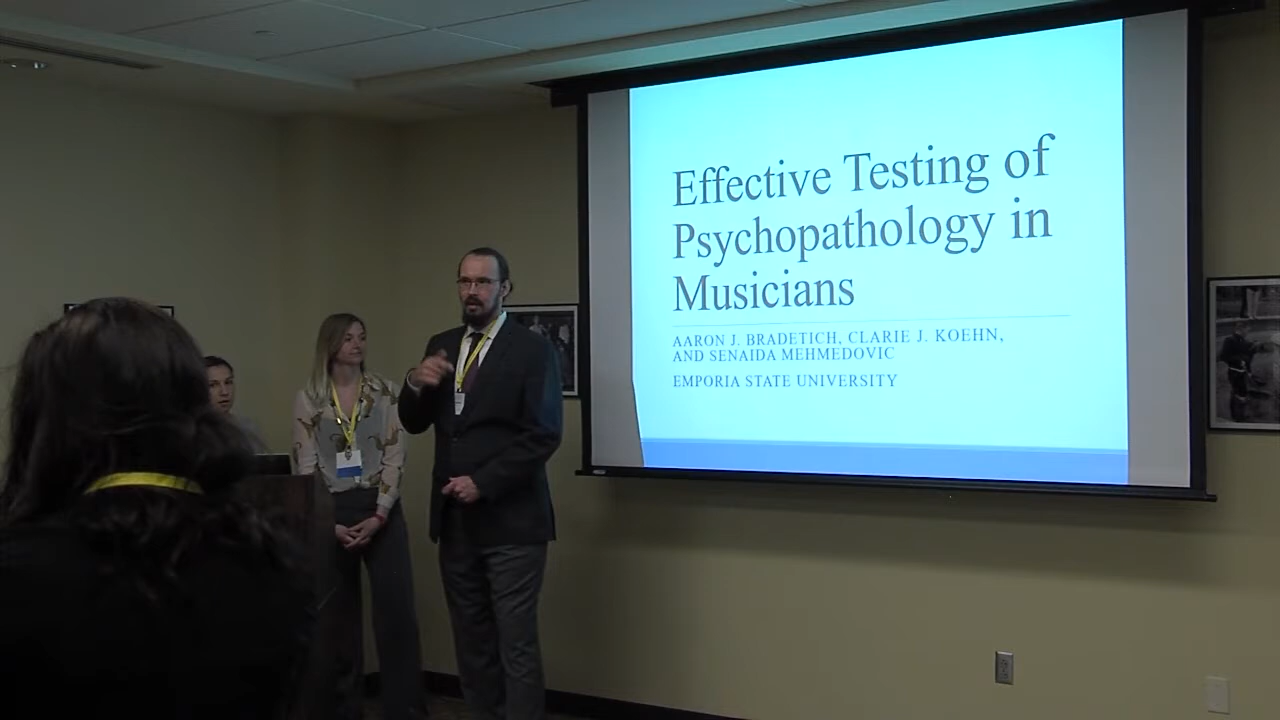 Effective Testing of
Psychopathology in
Musicians
AARON J. BRADETICH, CLARIE J. KOEHN,
AND SENAIDA MEHMEDOVIC
EMPORIA STATE UNIVERSITY